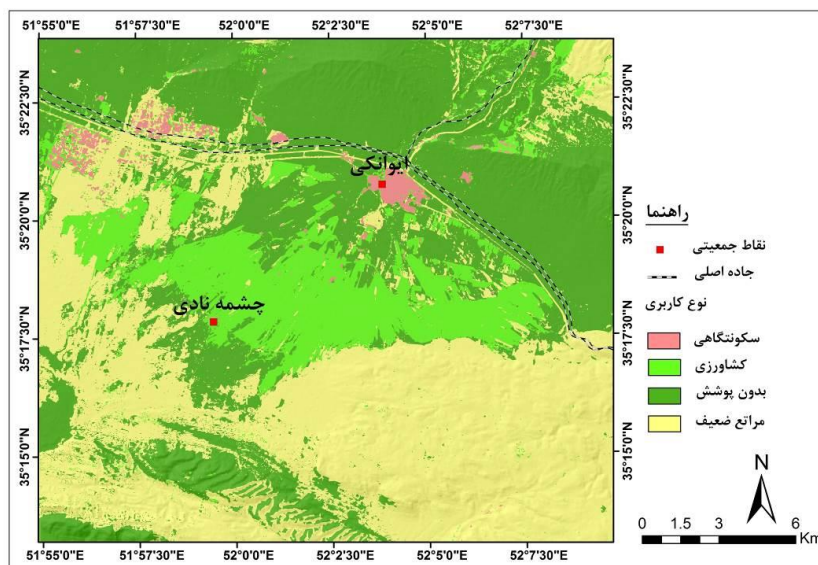 51°55'0"N 51°57'30"N 52°0'0"N 52°2'30"N 52°5'0"N 52°7'30"N
35°22'30"N 35°22'30"N
ایوانکی
35°20'0"N 35°20'0"N
راهنما
نقاط جمعیتی
جاده اصلی
چشمه نادی
نوع کاربری
35°17'30"N 35°17'30"N
سکونتگاهی
کشاورزی
بدون پوشش
مراتع ضعیف
35°15'0"N 35°15'0"N
N
0 1.5 3 6
Km
51°55'0"N 51°57'30"N 52°0'0"N 52°2'30"N 52°5'0"N 52°7'30"N